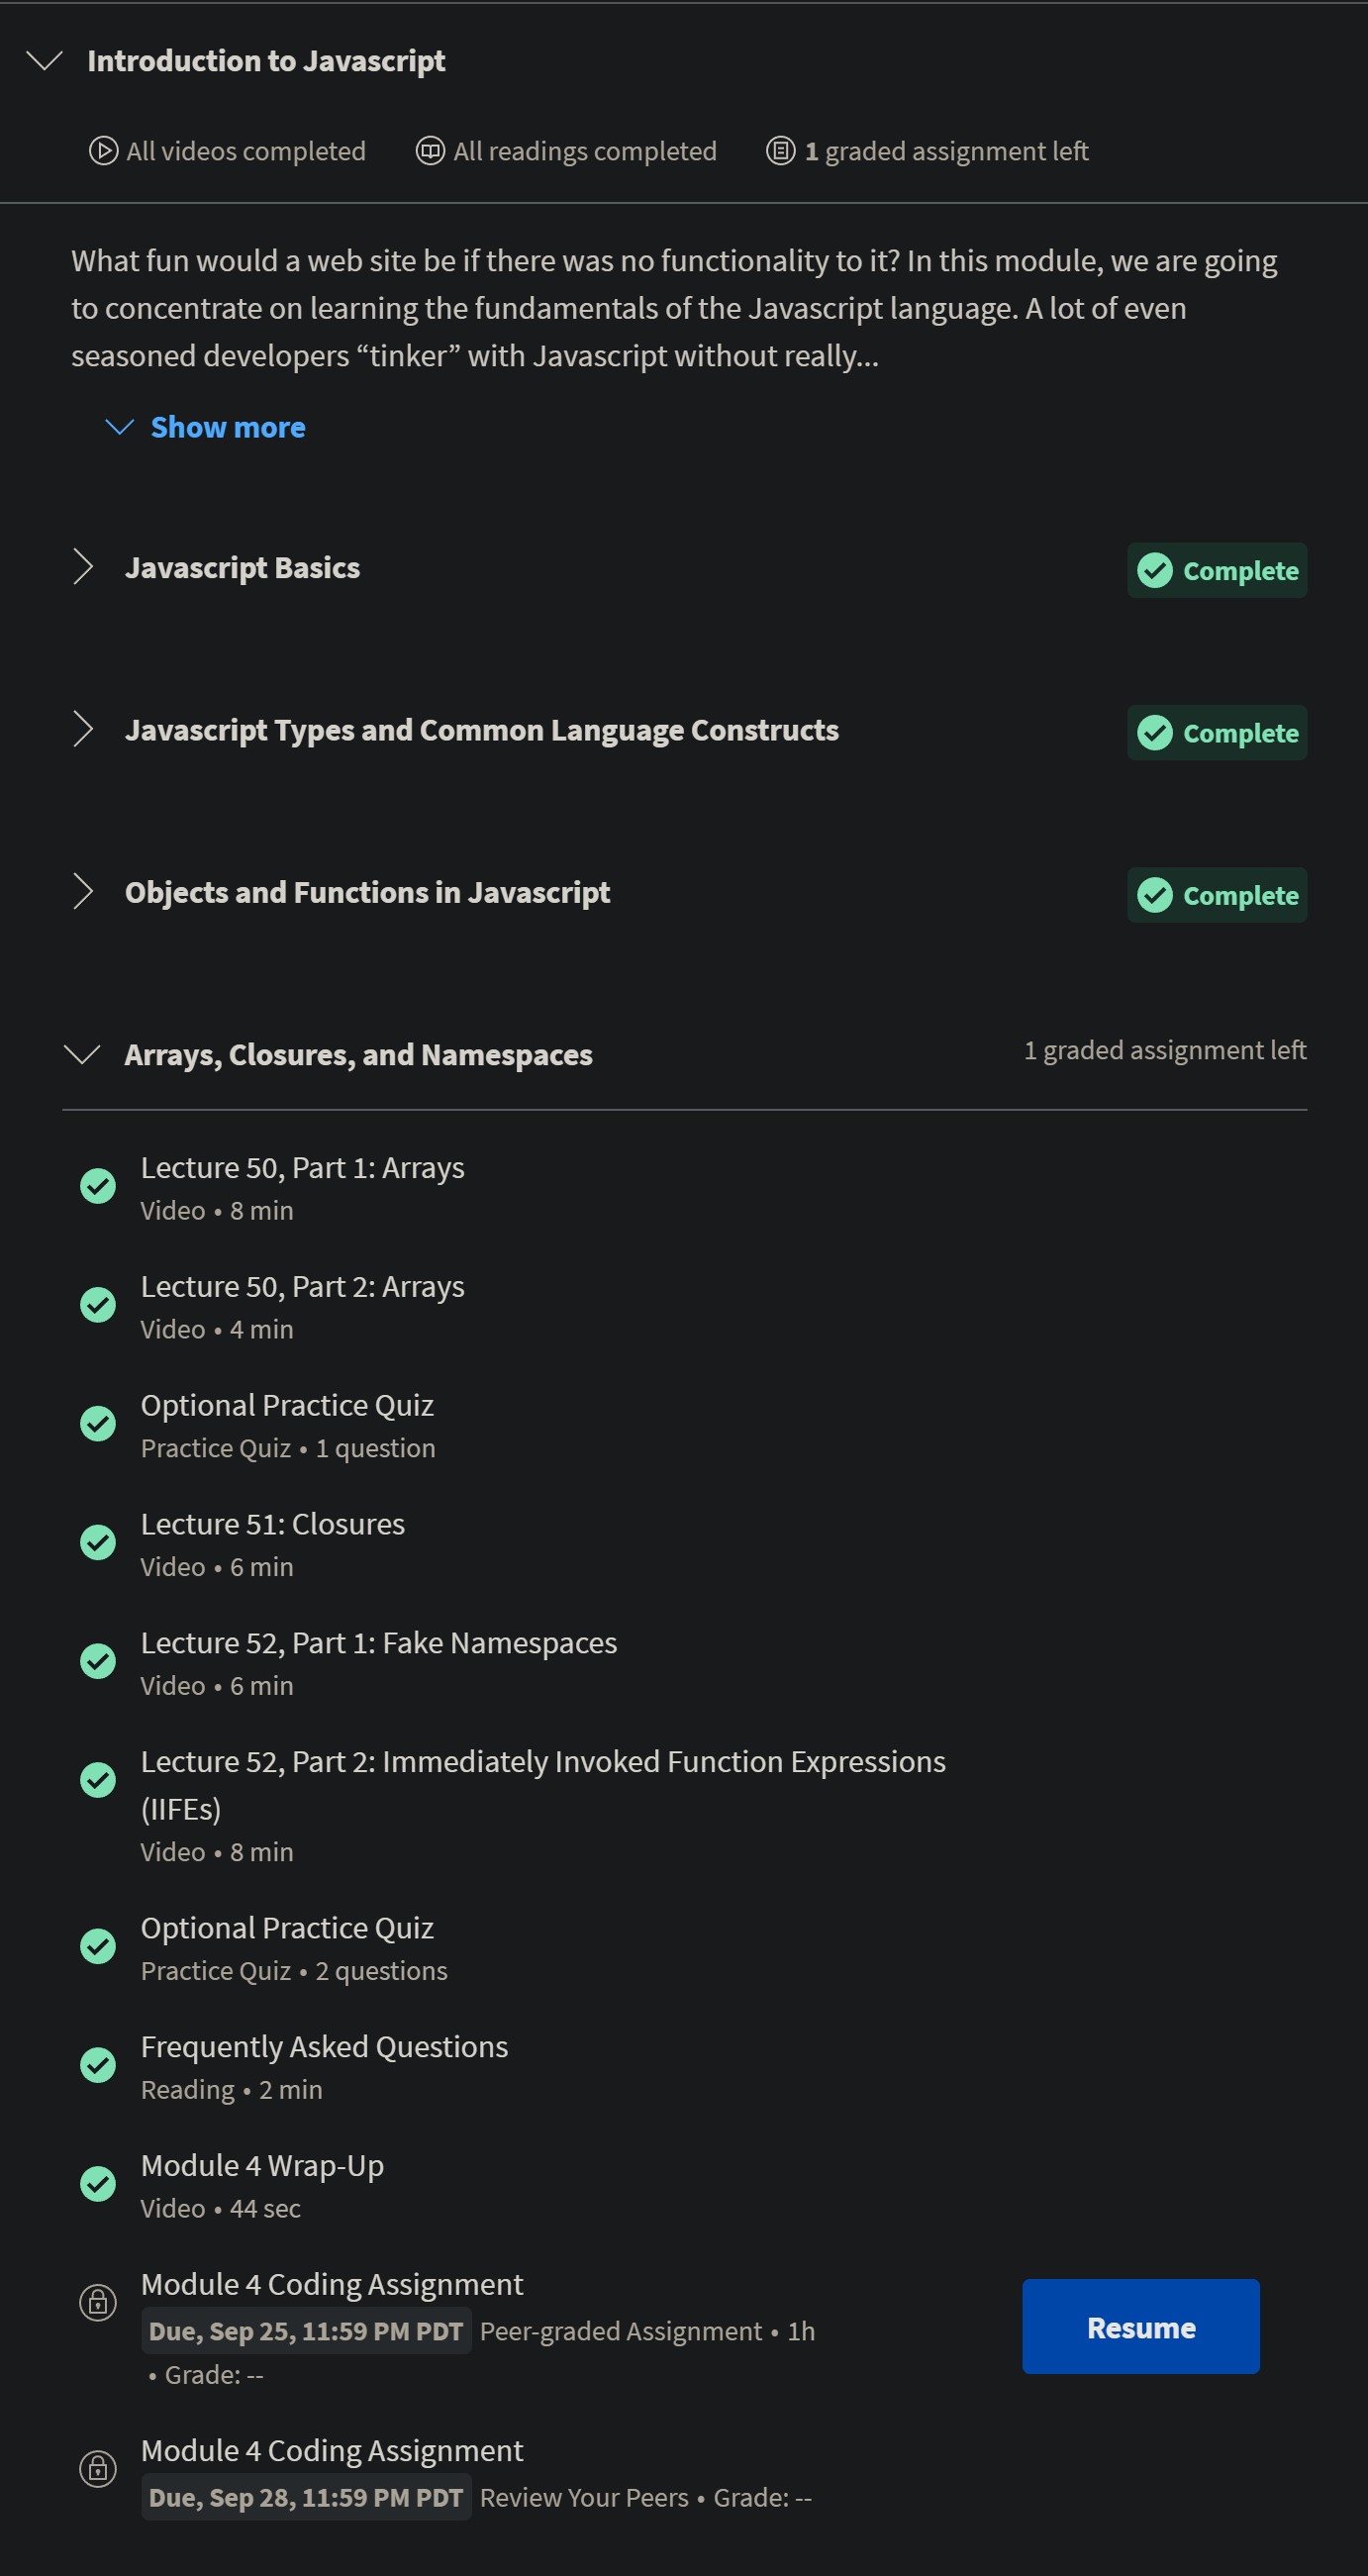 Introduction to Javascript
All videos completed All readings completed 1 graded assignment left
What fun would a web site be if there was no functionality to it? In this module, we are going
to concentrate on learning the fundamentals of the Javascript language. A lot of even
seasoned developers “tinker” with Javascript without really...
Show more
Javascript Basics Complete
Javascript Types and Common Language Constructs Complete
Objects and Functions in Javascript Complete
Arrays, Closures, and Namespaces 1 graded assignment left
Lecture 50, Part 1: Arrays
Video • 8 min
Lecture 50, Part 2: Arrays
Video • 4 min
Optional Practice Quiz
Practice Quiz • 1 question
Lecture 51: Closures
Video • 6 min
Lecture 52, Part 1: Fake Namespaces
Video • 6 min
Lecture 52, Part 2: Immediately Invoked Function Expressions
(IIFEs)
Video • 8 min
Optional Practice Quiz
Practice Quiz • 2 questions
Frequently Asked Questions
Reading • 2 min
Module 4 Wrap-Up
Video • 44 sec
Module 4 Coding Assignment
Due, Sep 25, 11:59 PM PDT Peer-graded Assignment • 1h
• Grade: --
Resume
Module 4 Coding Assignment
Due, Sep 28, 11:59 PM PDT Review Your Peers • Grade: --